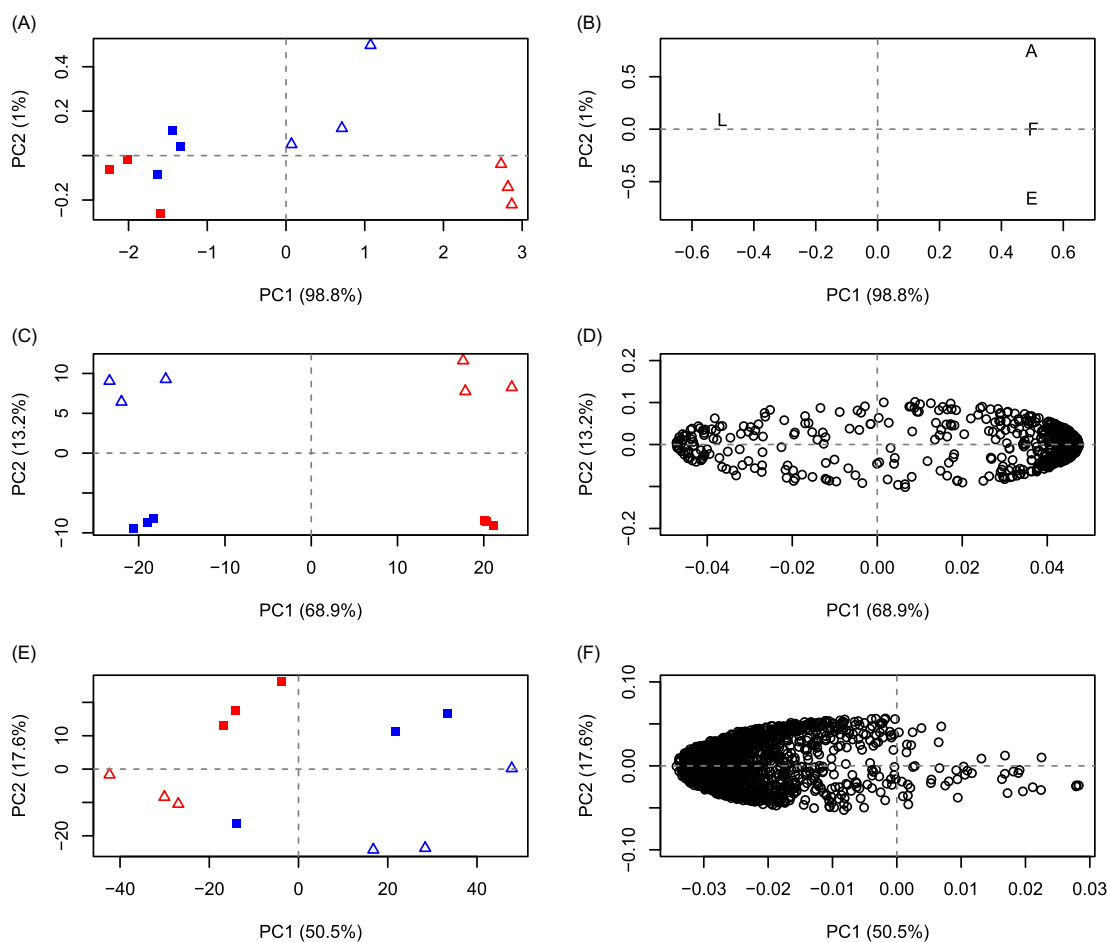 (A)
PC2 (1%)
0.4
0.2
−0.2
−2 −1 0 1 2 3
PC1 (98.8%)
(B)
PC2 (1%)
0.5
0.0
−0.5
A
L
F
E
−0.6 −0.4 −0.2 0.0 0.2 0.4 0.6
PC1 (98.8%)
(C)
PC2 (13.2%)
10
5
0
−10
−20 −10 0 10 20
PC1 (68.9%)
(D)
PC2 (13.2%)
0.2
0.1
0.0
−0.2
−0.04 −0.02 0.00 0.02 0.04
PC1 (68.9%)
(E)
PC2 (17.6%)
10
0
−20
−40 −20 0 20 40
PC1 (50.5%)
(F)
PC2 (17.6%)
0.10
0.00
−0.10
−0.03 −0.02 −0.01 0.00 0.01 0.02 0.03
PC1 (50.5%)